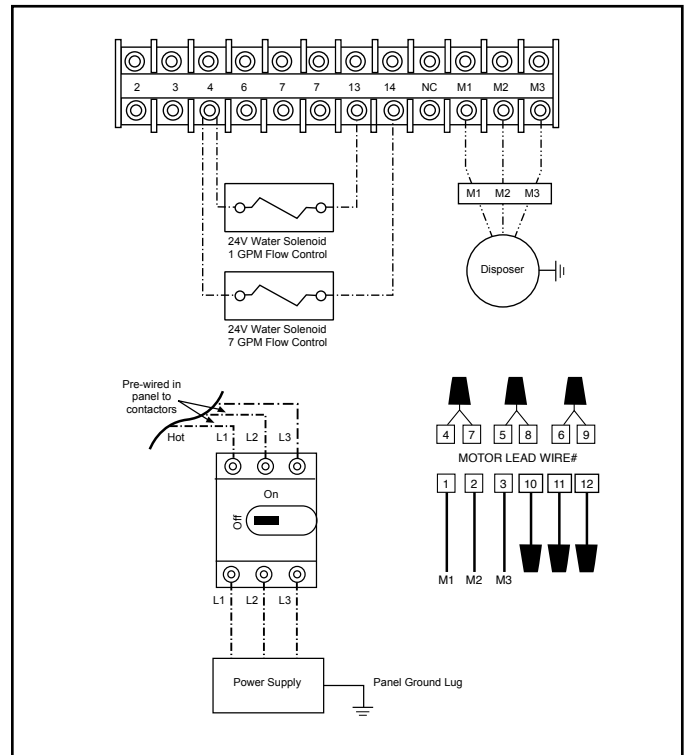 2 3 4 6 7 7 13 14 NC M1 M2 M3
M1 M2 M3
24V Water Solenoid
1 GPM Flow Control
Disposer
24V Water Solenoid
7 GPM Flow Control
Pre-wired in
panel to
contactors
Hot L1 L2 L3
On
Off
L1 L2 L3
Power Supply
Panel Ground Lug
4 7 5 8 6 9
MOTOR LEAD WIRE#
1 2 3 10 11 12
M1 M2 M3